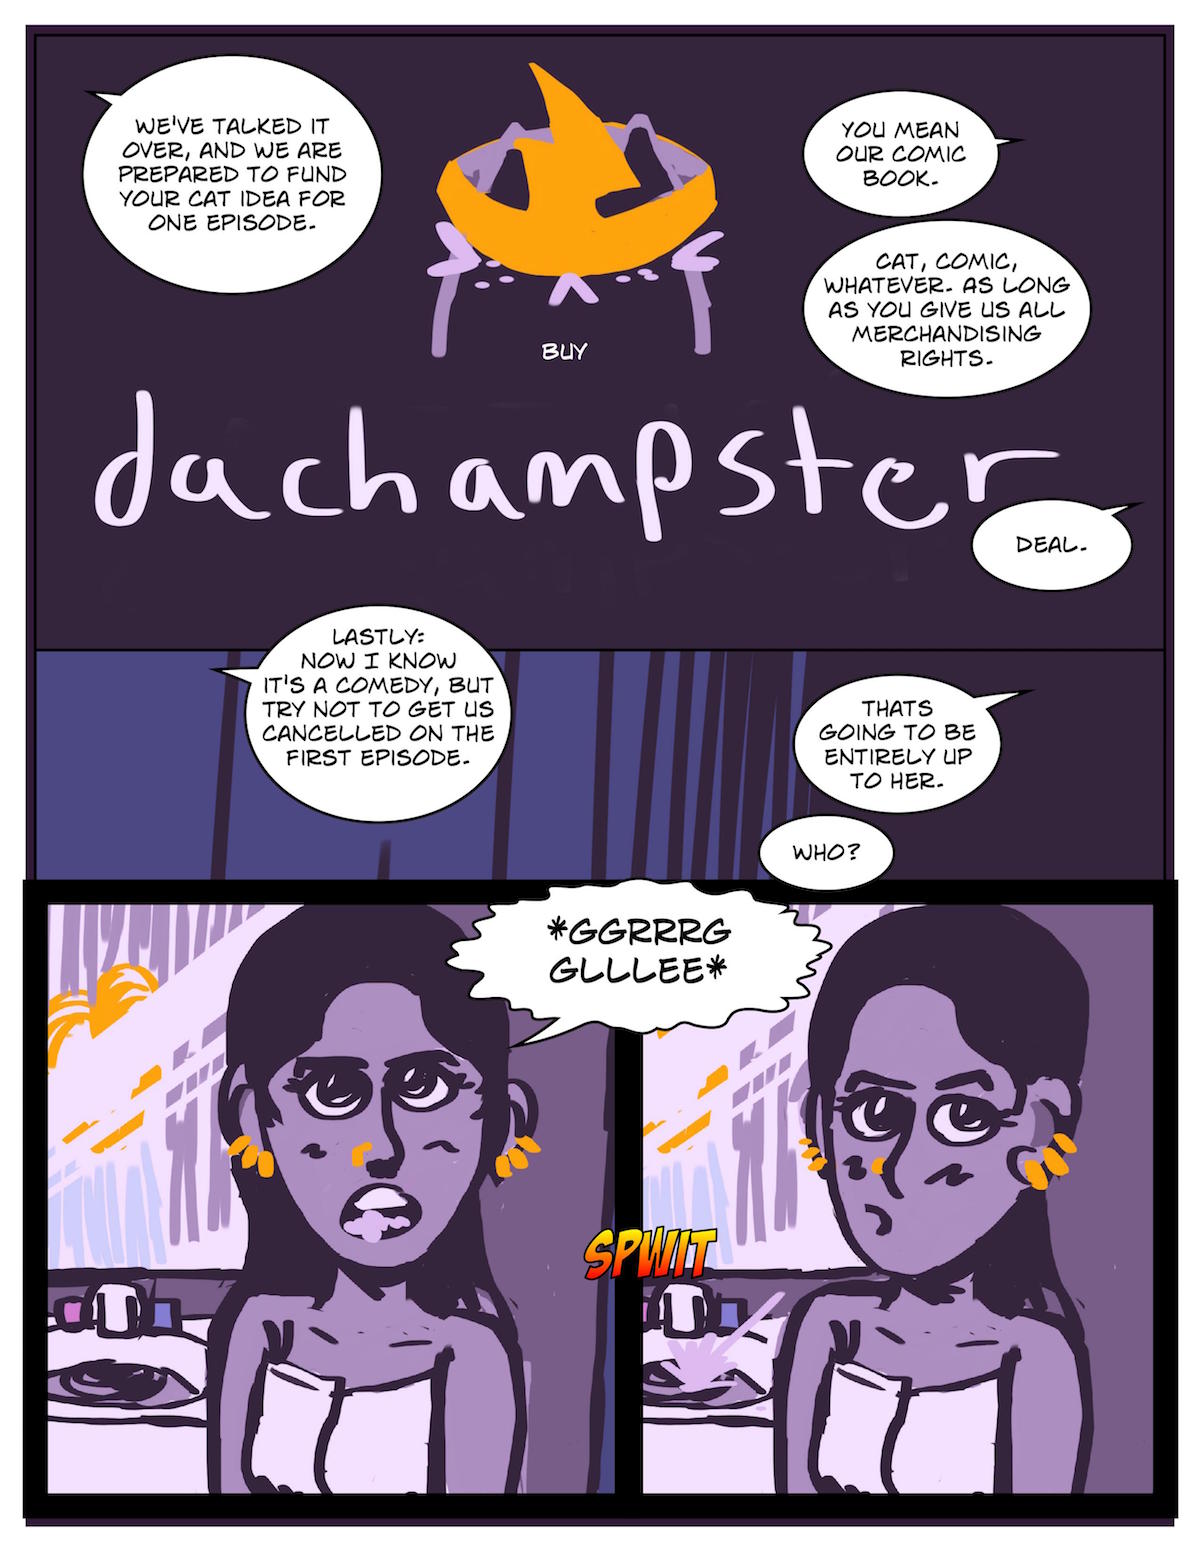 WE'VE TALKED IT
OVER, AND WE ARE
PREPARED TO FUND
YOUR CAT IDEA FOR
ONE EPISODE.
YOU MEAN
OUR COMIC
BOOK.
CAT, COMIC,
WHATEVER. AS LONG
AS YOU GIVE US ALL
MERCHANDISING
RIGHTS.
BUY
dachampster
DEAL.
LASTLY:
NOW I KNOW
IT'S A COMEDY, BUT
TRY NOT TO GET US
CANCELLED ON THE
FIRST EPISODE.
THATS
GOING TO BE
ENTIRELY UP
TO HER.
WHO?
*GGRRRG
GLLLEE*
SPWIT